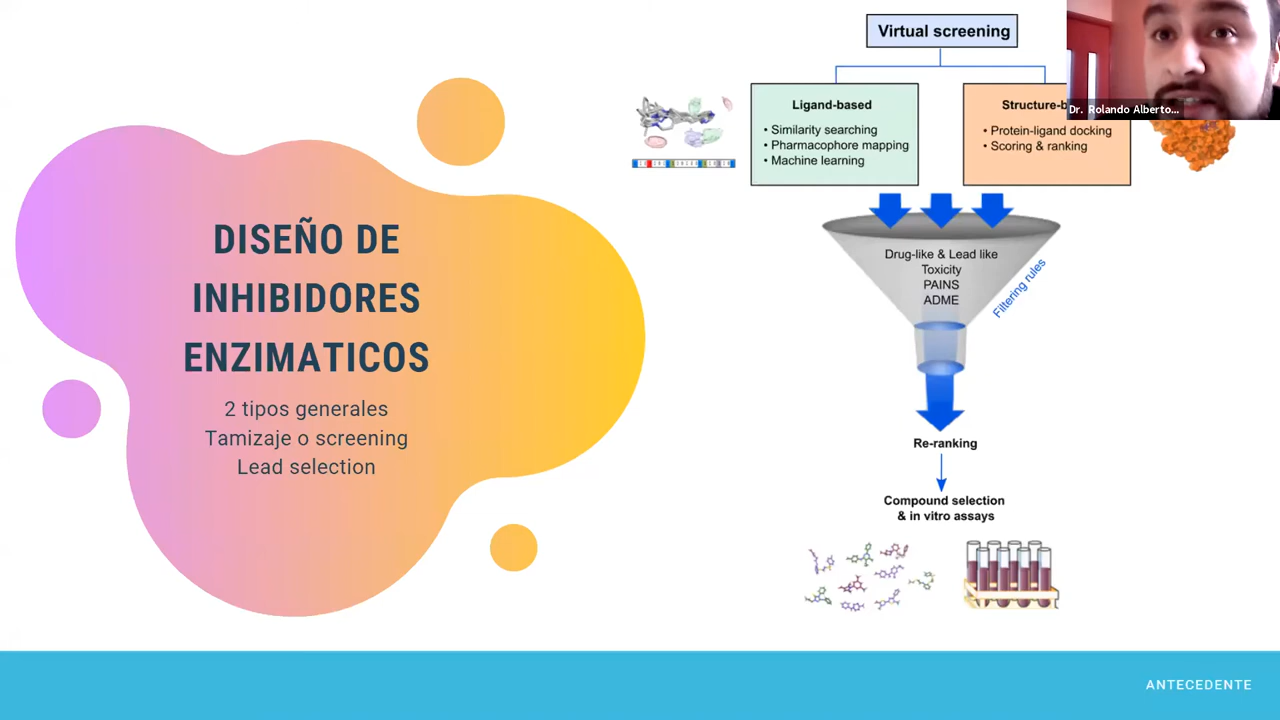 DISEÑO DE
INHIBIDORES
ENZIMATICOS
2 tipos generales
Tamizaje o screening
Lead selection
Virtual screening
Ligand-based
• Similarity searching
• Pharmacophore mapping
• Machine learning
• Protein-ligand docking
• Scoring & ranking
Dr. Rolando Alberto...
Drug-like & Lead like
Toxicity
PAINS
ADME
Filtering rules
Re-ranking
Compound selection
& in vitro assays
ANTECEDENTE